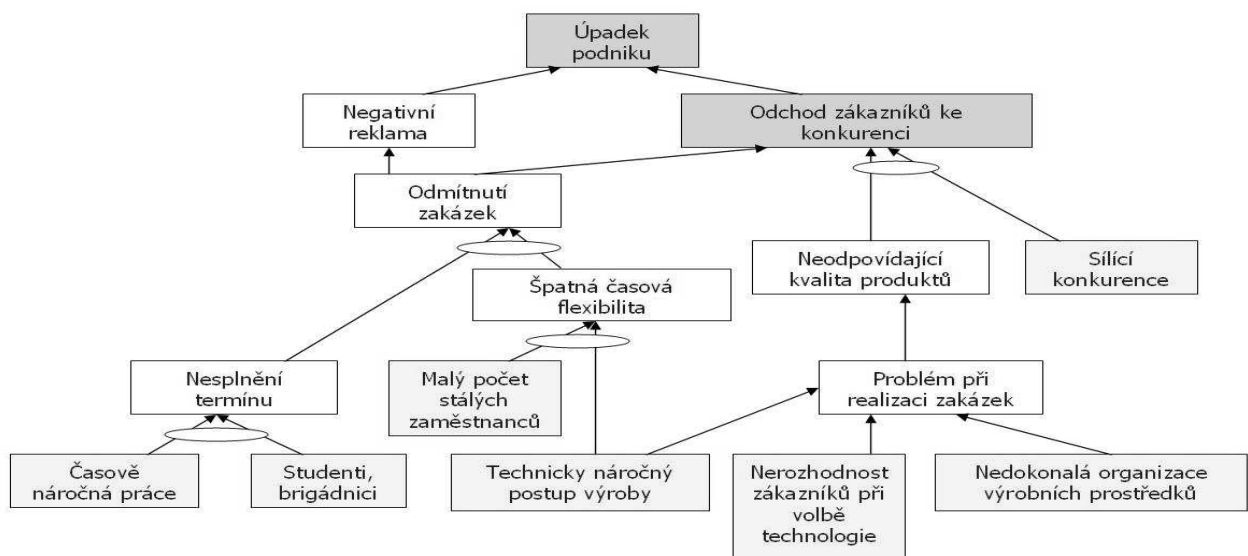 Úpadek
podniku
Negativní
reklama
Odchod zákazníků ke
konkurenci
Odmítnutí
zakázek
Neodpovídající
kvalita produktů
Sílící
konkurence
Špatná časová
flexibilita
Nesplnění
termínu
Malý počet
stálých
zaměstnanců
Problém při
realizaci zakázek
Časově
náročná práce
Studenti,
brigádnici
Technicky náročný
postup výroby
Nerozhodnost
zákazníků při
volbě
technologie
Nedokonalá organizace
výrobních prostředků